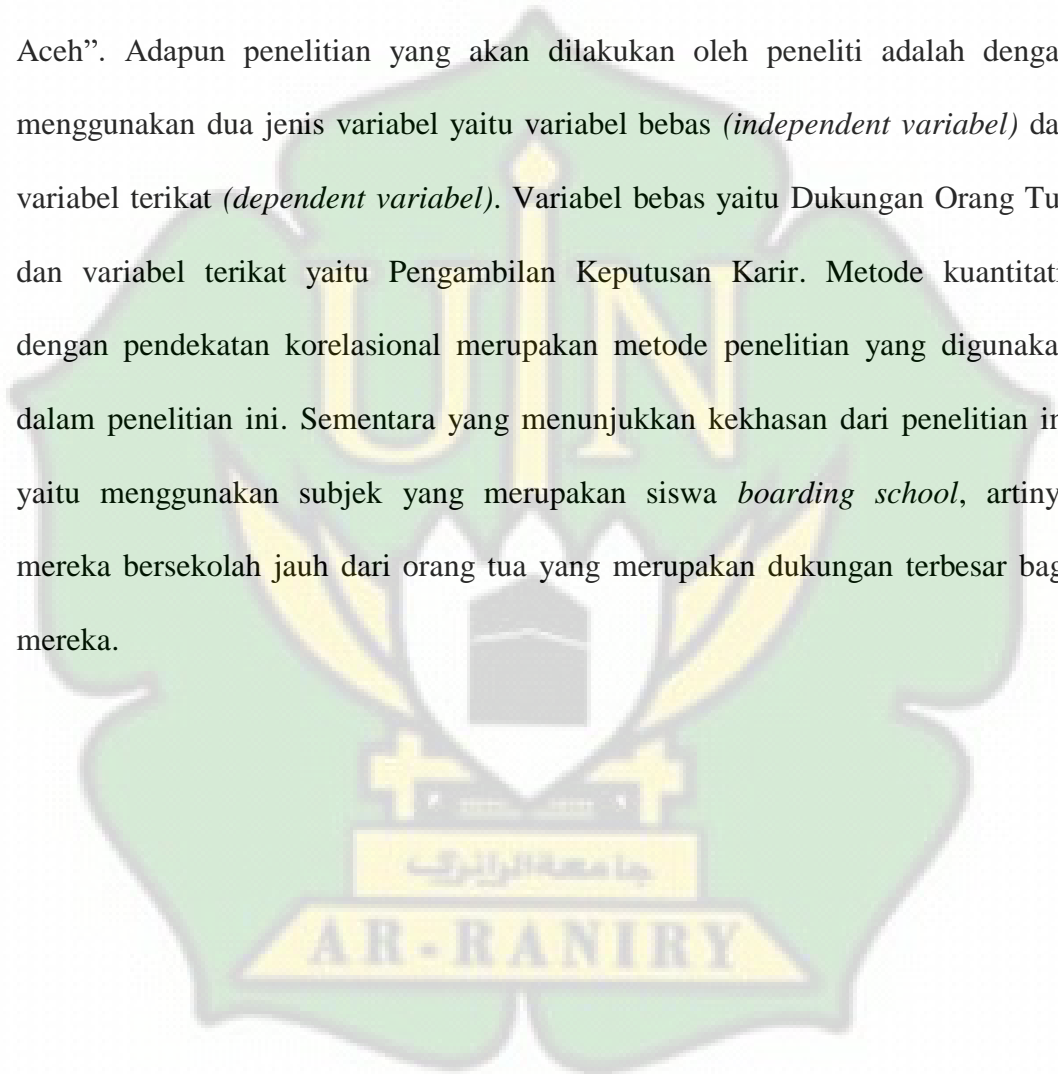 Aceh”. Adapun penelitian yang akan dilakukan oleh peneliti adalah denga
menggunakan dua jenis variabel yaitu variabel bebas (independent variabel) da
variabel terikat (dependent variabel). Variabel bebas yaitu Dukungan Orang Tu
dan variabel terikat yaitu Pengambilan Keputusan Karir. Metode kuantitati
dengan pendekatan korelasional merupakan metode penelitian yang digunaka
dalam penelitian ini. Sementara yang menunjukkan kekhasan dari penelitian in
yaitu menggunakan subjek yang merupakan siswa boarding school, artiny
mereka bersekolah jauh dari orang tua yang merupakan dukungan terbesar bag
mereka.
UIN
جامعة الرانري
AR-RANIRY